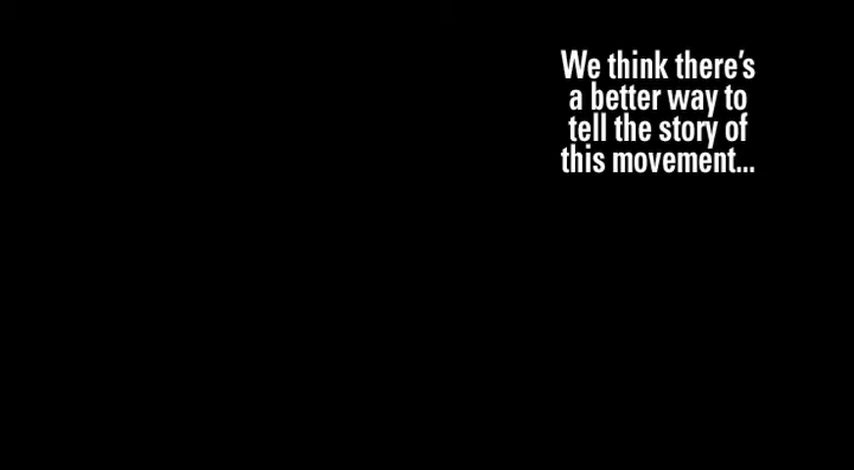 We think there’s
a better way to
tell the story of
this movement...